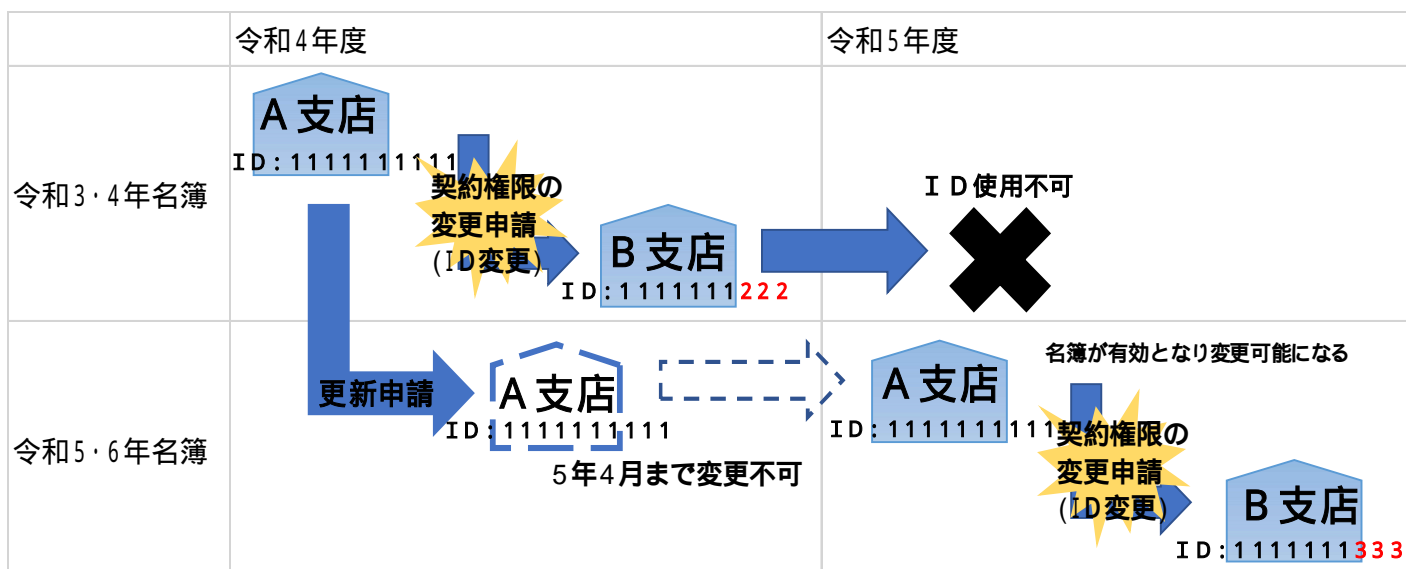 令和4年度
令和5年度
令和3・4年名簿
Ａ支店
ＩＤ:1111111111
契約権限の
変更申請
(ＩＤ変更)
Ｂ支店
ＩＤ:1111111222
ＩＤ使用不可
令和5・6年名簿
更新申請
Ａ支店
ＩＤ:1111111111
5年4月まで変更不可
Ａ支店
ＩＤ:1111111111
名簿が有効となり変更可能になる
契約権限の
変更申請
(ＩＤ変更)
Ｂ支店
ＩＤ:1111111333